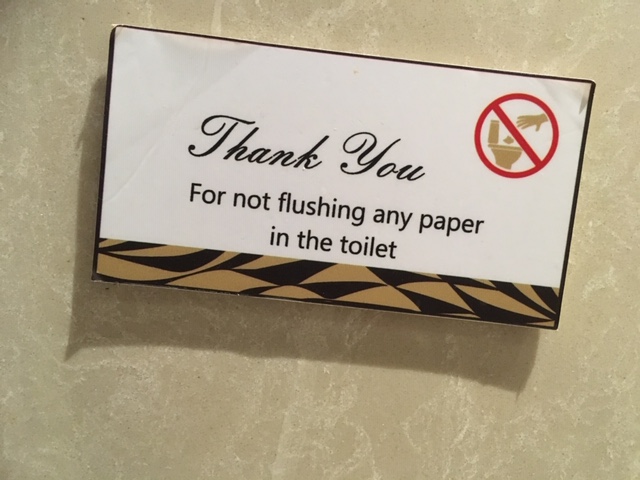 Thank You
For not flushing any paper
in the toilet